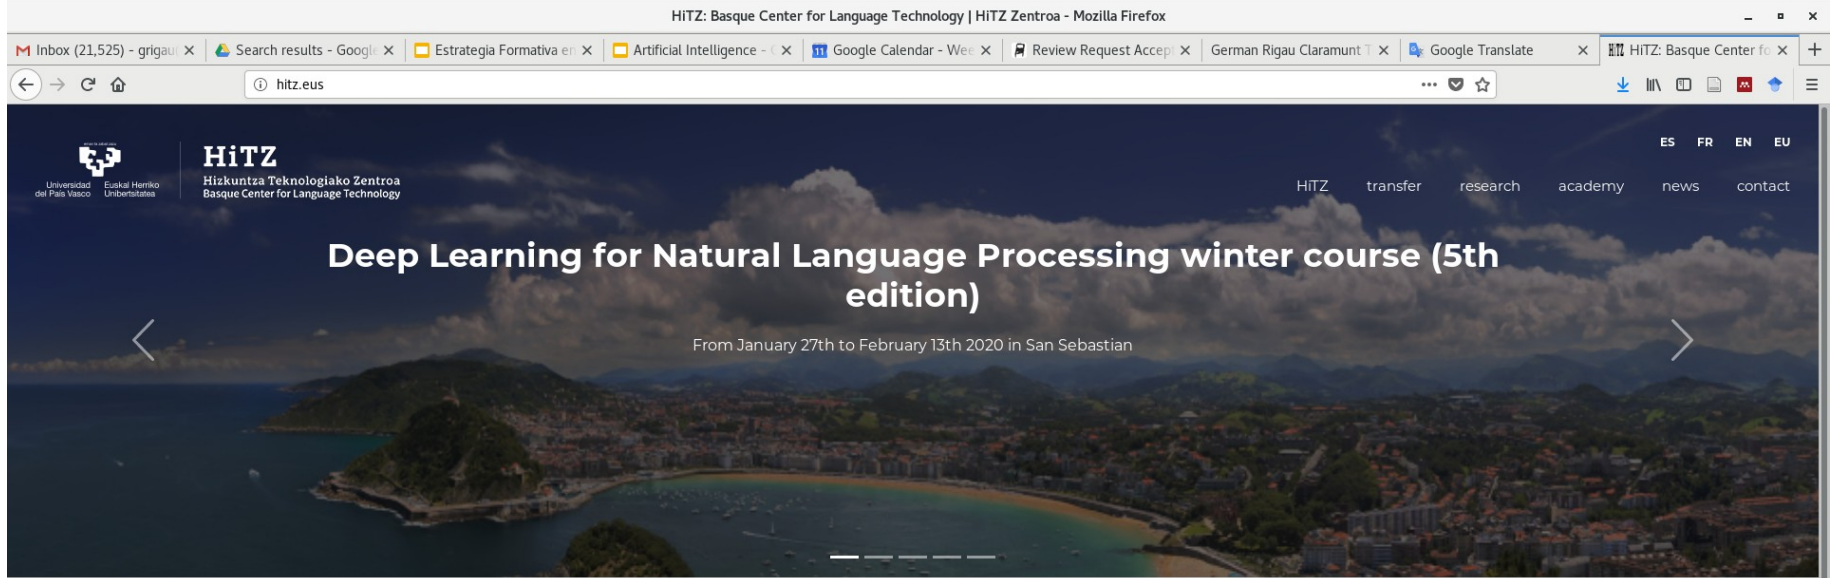 HiTZ: Basque Center for Language Technology | HiTZ Zentroa - Mozilla Firefox
Inbox (21,525) - grigau
Search results - Google
Estrategia Formativa en
Artificial Intelligence -
Google Calendar - Wee
Review Request Accep
German Rigau Claramunt
Google Translate
HiTZ: Basque Center fo
hitz.eus
ES FR EN EU
Universidad del País Vasco
Euskal Herriko Unibertsitatea
HiTZ
Hizkuntza Teknologiako Zentroa
Basque Center for Language Technology
HiTZ transfer research academy news contact
Deep Learning for Natural Language Processing winter course (5th
edition)
From January 27th to February 13th 2020 in San Sebastian